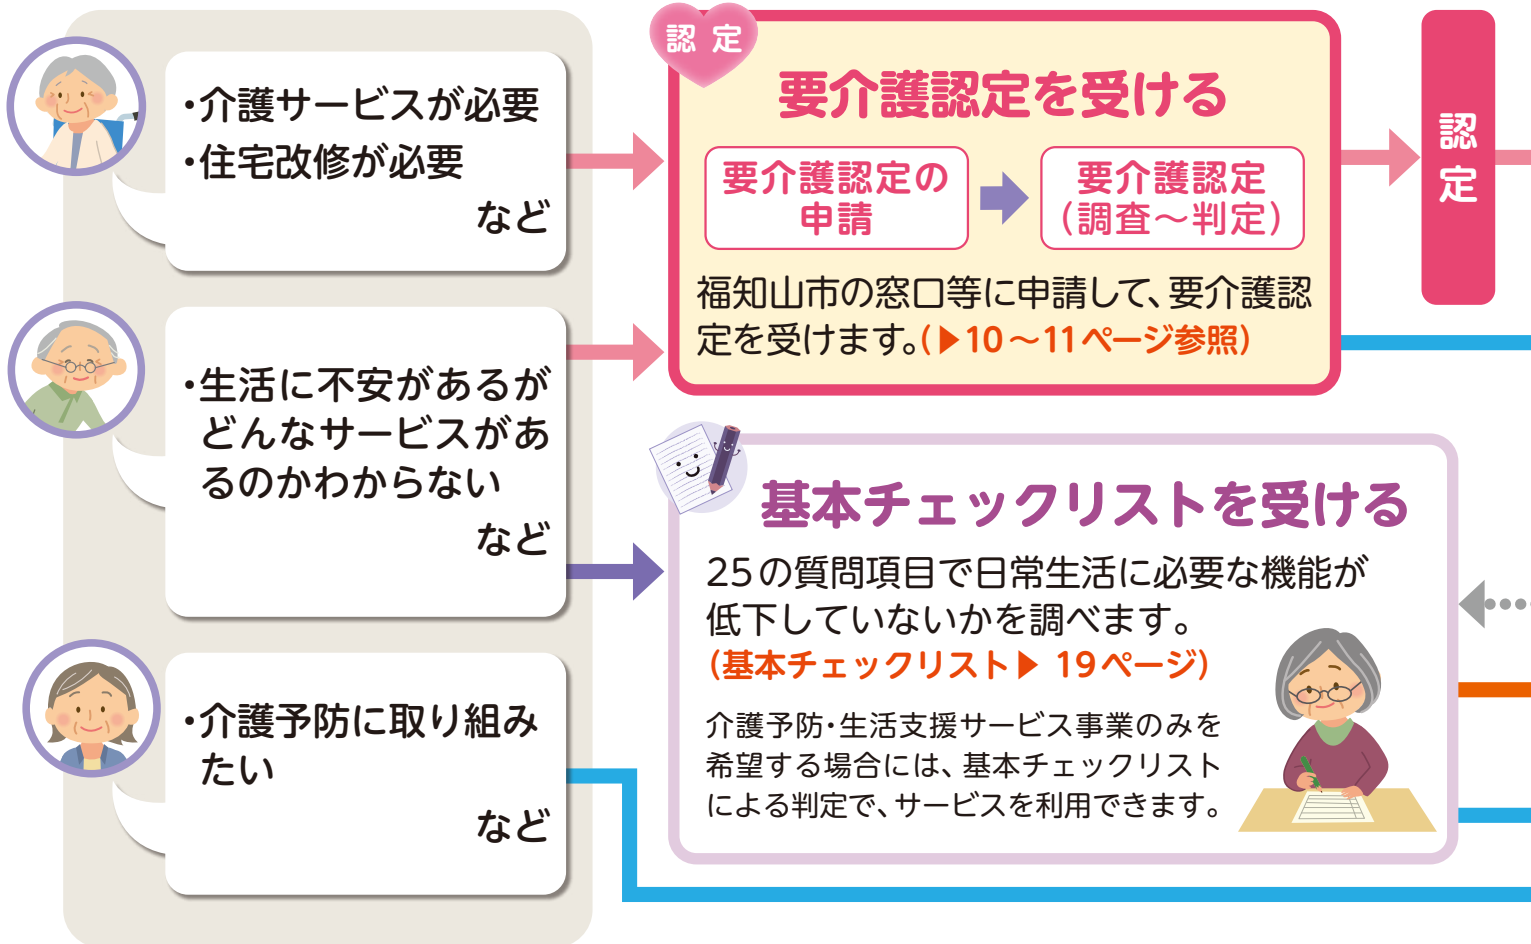 ・介護サービスが必要
・住宅改修が必要
など
・生活に不安があるが
どんなサービスがあ
るのかわからない
など
・介護予防に取り組み
たい
など
認 定
要介護認定を受ける
要介護認定の
申請
要介護認定
（調査～判定）
福知山市の窓口等に申請して、要介護認
定を受けます。（▶10～11ページ参照）
認定
基本チェックリストを受ける
25の質問項目で日常生活に必要な機能が
低下していないかを調べます。
（基本チェックリスト▶ 19ページ）
介護予防・生活支援サービス事業のみを
希望する場合には、基本チェックリスト
による判定で、サービスを利用できます。